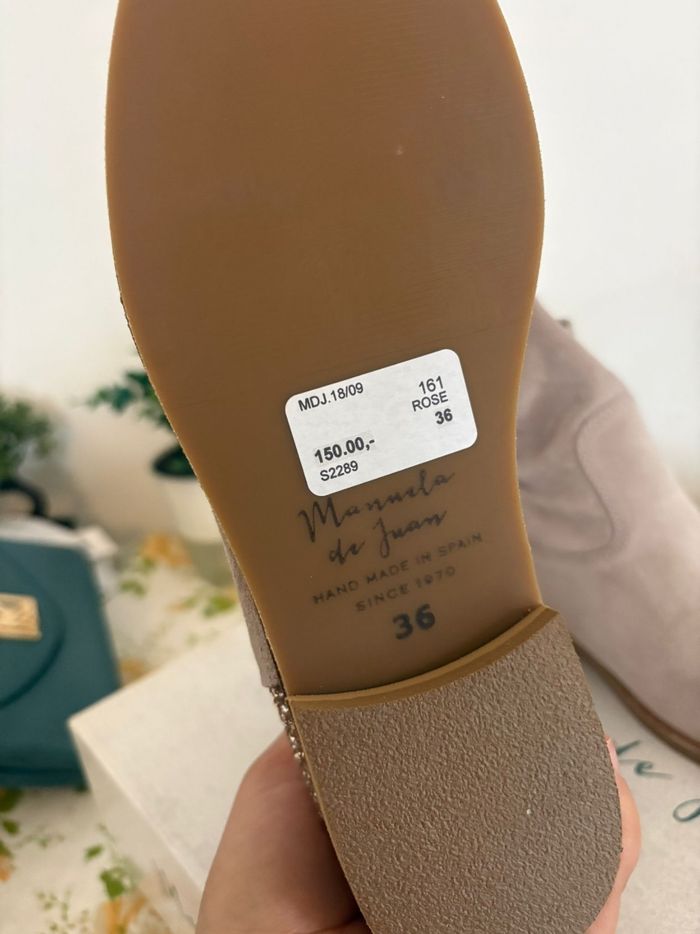 MDJ.18/09
161
ROSE
36
150.00,-
S2289
Manuela
de Juan
HAND MADE IN SPAIN
SINCE 1970
36
de J